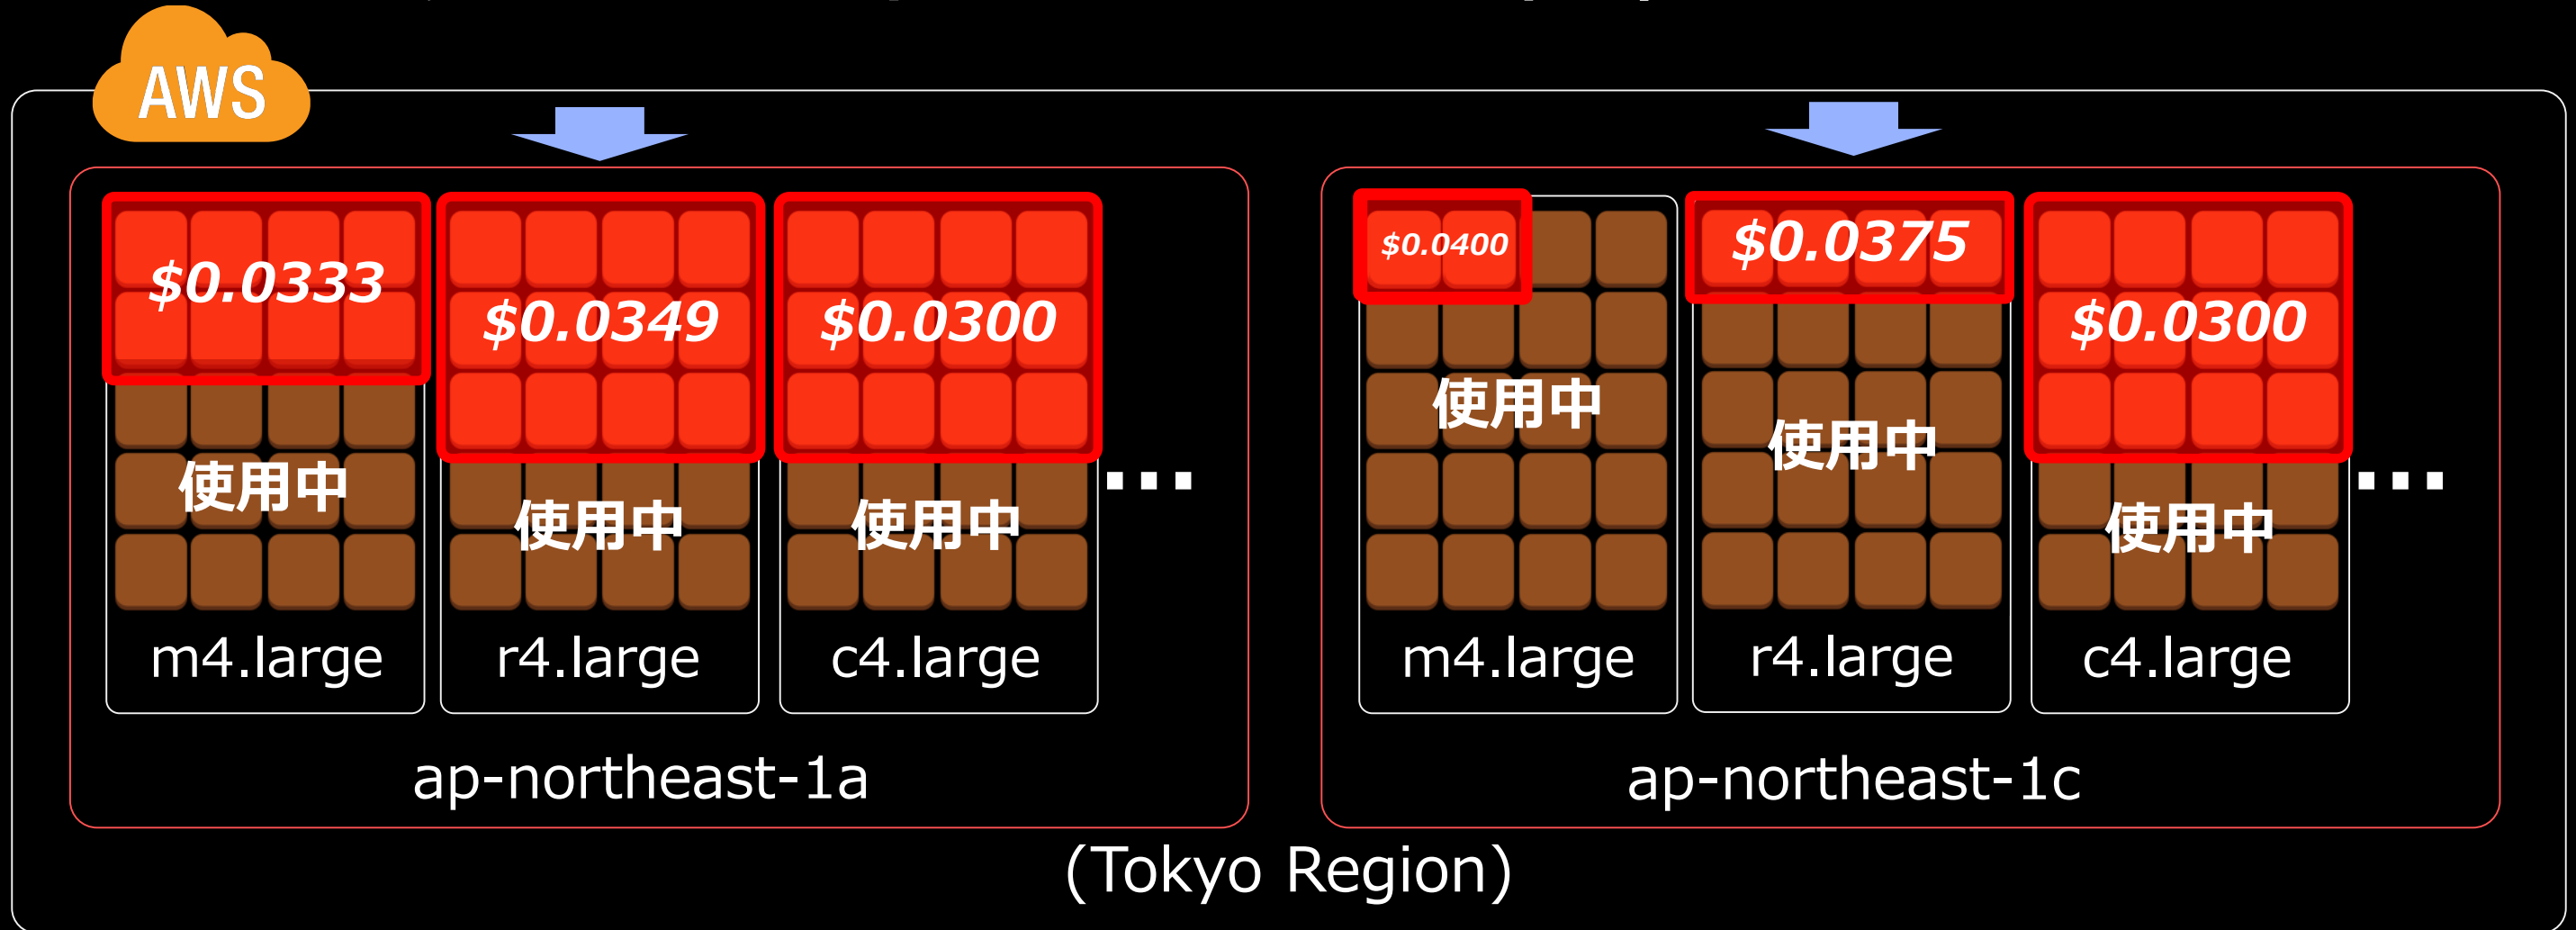 AWS
$0.0333
$0.0349
$0.0300
使用中
使用中
使用中
...
m4.large
r4.large
c4.large
ap-northeast-1a
$0.0400
$0.0375
$0.0300
使用中
使用中
使用中
...
m4.large
r4.large
c4.large
ap-northeast-1c
(Tokyo Region)